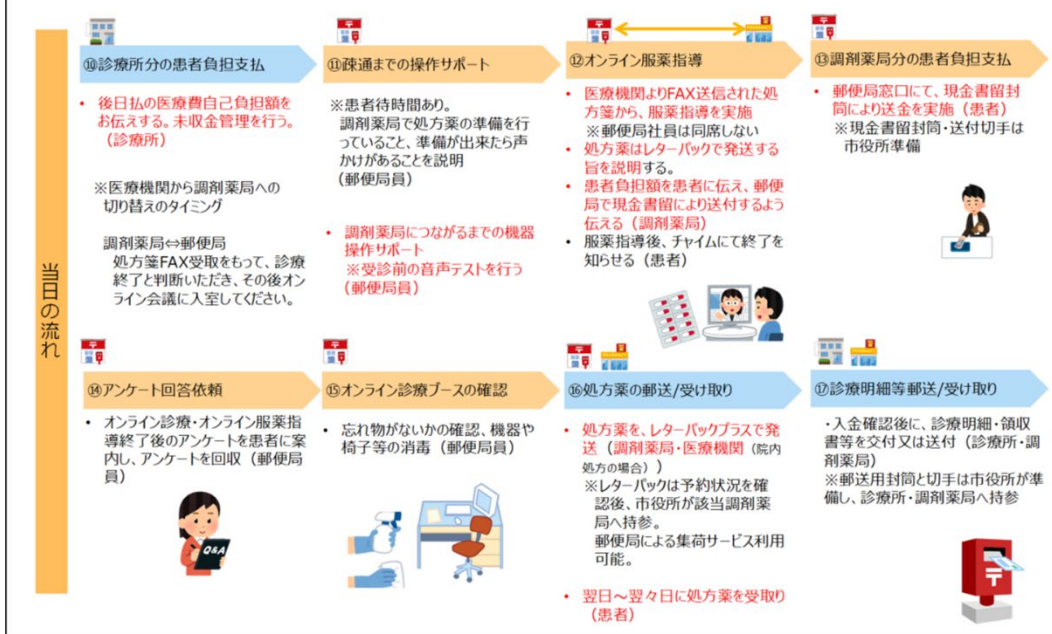 当日の流れ
⑩診療所分の患者負担支払
• 後日払の医療費自己負担額を
お伝えする。未収金管理を行う。
(診療所)
※医療機関から調剤薬局への
切り替えのタイミング
調剤薬局⇔郵便局
処方箋FAX受取をもって、診療
終了と判断いただき、その後オン
ライン会議に入室してください。
⑪疎通までの操作サポート
※患者待時間あり。
調剤薬局で処方薬の準備を行
っていること、準備が出来たら声
かけがあることを説明
(郵便局員)
• 調剤薬局につながるまでの機器
操作サポート
※受診前の音声テストを行う
(郵便局員)
⑫オンライン服薬指導
• 医療機関よりFAX送信された処
方箋から、服薬指導を実施
※郵便局社員は同席しない
• 処方薬はレターパックで発送する
旨を説明する。
• 患者負担額を患者に伝え、郵便
局で現金書留により送付するよう
伝える(調剤薬局)
• 服薬指導後、チャイムにて終了を
知らせる(患者)
⑬調剤薬局分の患者負担支払
• 郵便局窓口にて、現金書留封
筒により送金を実施(患者)
※現金書留封筒・送付切手は
市役所準備
⑭アンケート回答依頼
• オンライン診療・オンライン服薬指
導終了後のアンケートを患者に案
内し、アンケートを回収(郵便局
員)
Q&A
⑮オンライン診療ブースの確認
• 忘れ物がないかの確認、機器や
椅子等の消毒(郵便局員)
⑯処方薬の郵送/受け取り
• 処方薬を、レターパックプラスで発
送(調剤薬局・医療機関(院内
処方の場合))
※レターパックは予約状況を確
認後、市役所が該当調剤薬
局へ持参。
郵便局による集荷サービス利用
可能。
• 翌日~翌々日に処方薬を受取り
(患者)
⑰診療明細等郵送/受け取り
・入金確認後に、診療明細・領収
書等を交付又は送付(診療所・調
剤薬局)
※郵送用封筒と切手は市役所が準
備し、診療所・調剤薬局へ持参